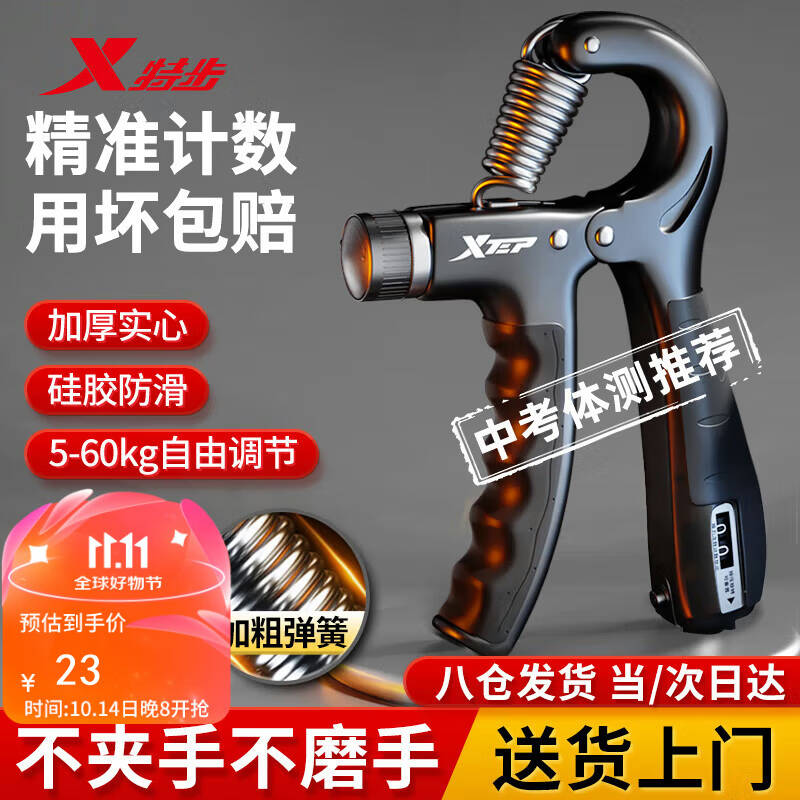 X 特步
精准计数
用坏包赔
加厚实心
硅胶防滑
5-60kg自由调节
XTEP
中考体测推荐
11.11
全球好物节
预估到手价
¥ 23
时间:10.14日晚8开抢
加粗弹簧
八仓发货 当/次日达
不夹手不磨手
送货上门